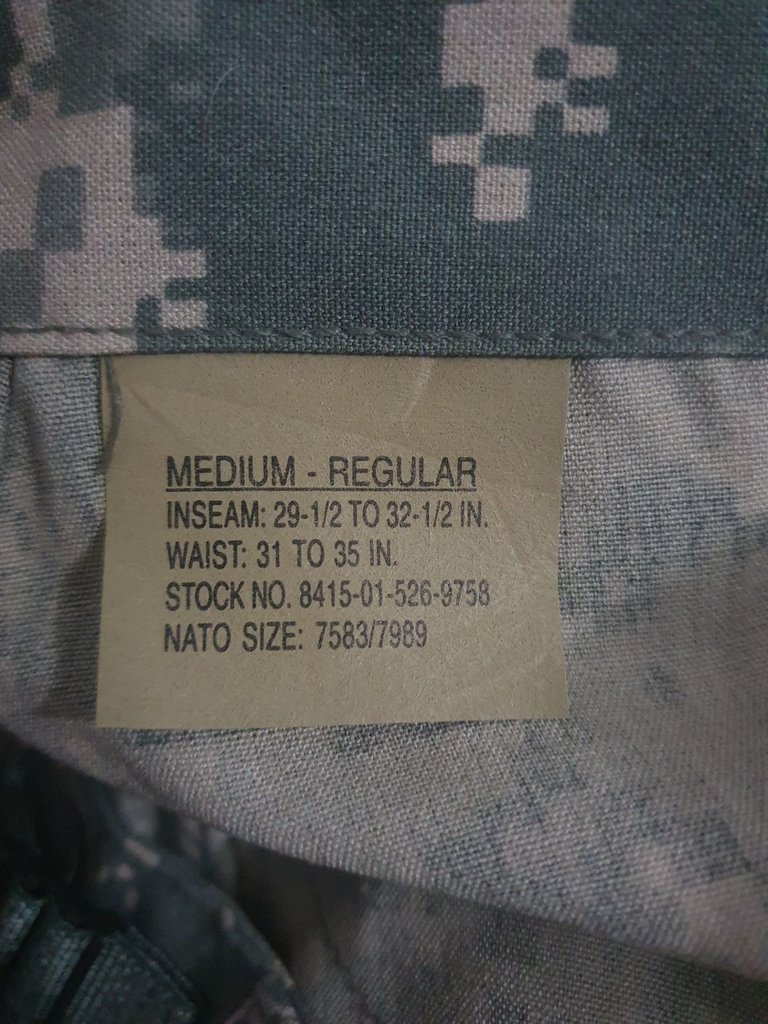 MEDIUM - REGULAR
INSEAM: 29-1/2 TO 32-1/2 IN.
WAIST: 31 TO 35 IN.
STOCK NO. 8415-01-526-9758
NATO SIZE: 7583/7989